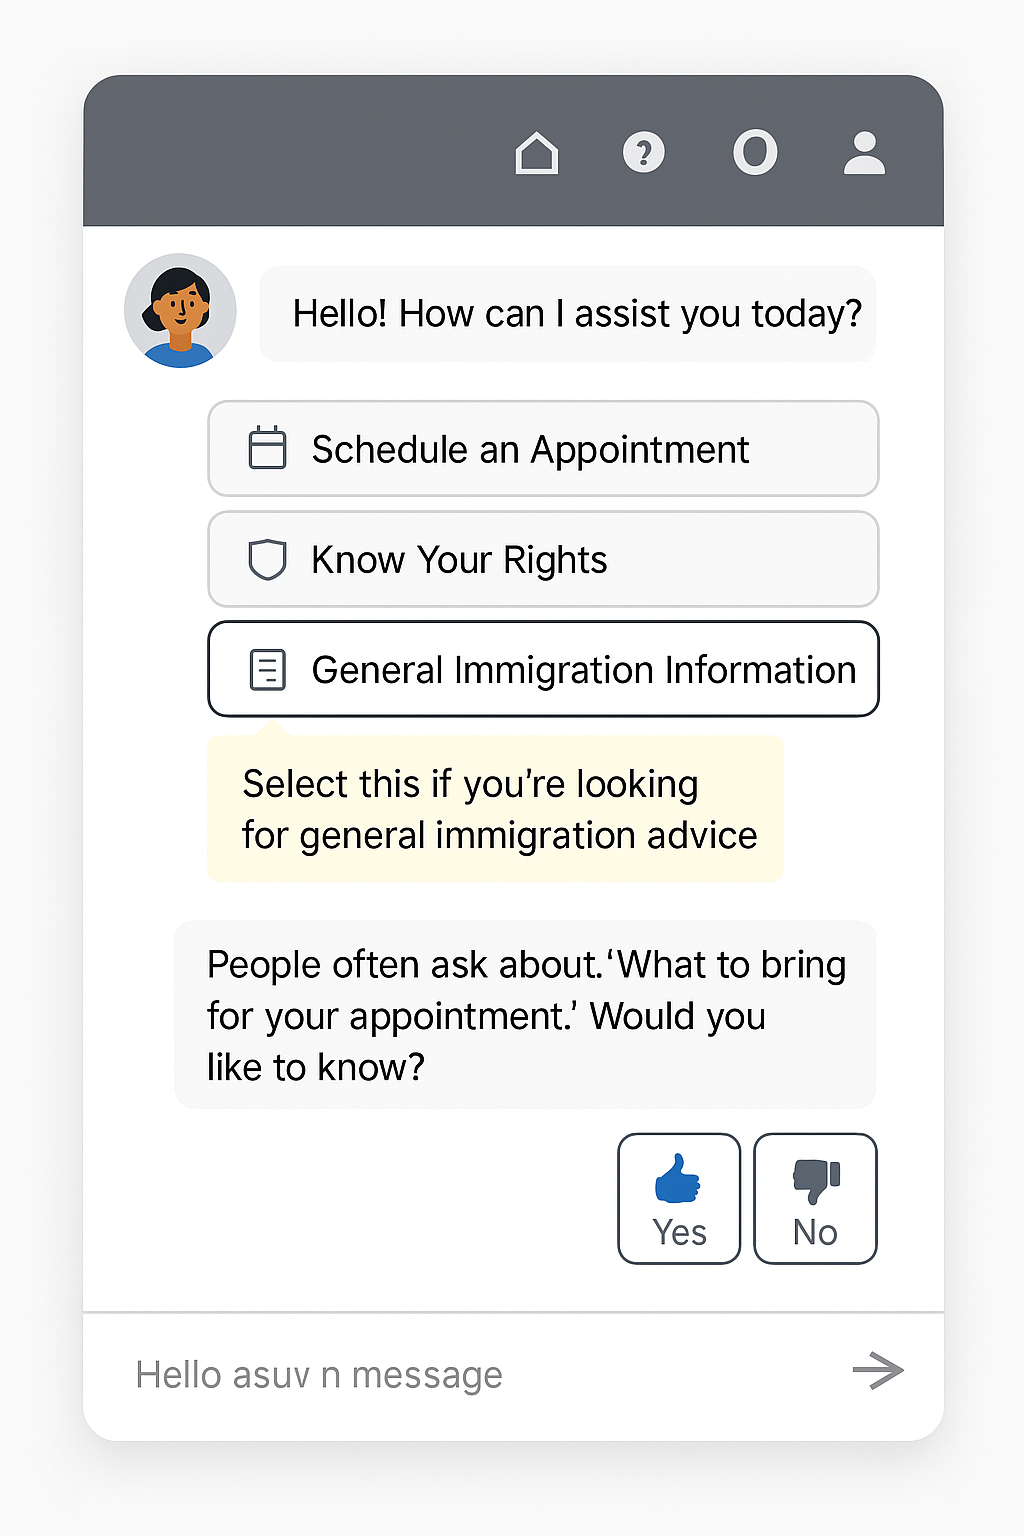 Hello! How can I assist you today?
Schedule an Appointment
Know Your Rights
General Immigration Information
Select this if you're looking
for general immigration advice
People often ask about.‘What to bring
for your appointment.’ Would you
like to know?
Yes
No
Hello asuv n message